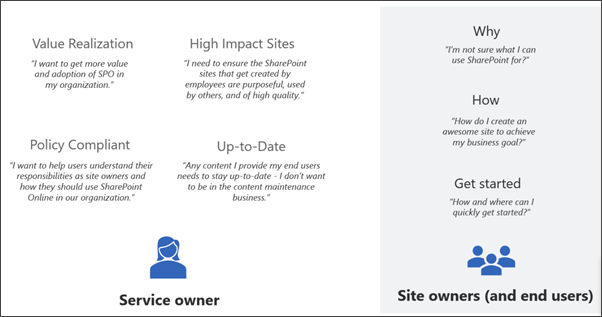 Value Realization
"I want to get more value
and adoption of SPO in
my organization."
High Impact Sites
"I need to ensure the SharePoint
sites that get created by
employees are purposeful, used
by others, and of high quality."
Policy Compliant
"I want to help users understand their
responsibilities as site owners and
how they should use SharePoint
Online in our organization."
Up-to-Date
"Any content I provide my end users
needs to stay up-to-date - I don't want
to be in the content maintenance
business."
Service owner
Why
"I'm not sure what I can
use SharePoint for?"
How
"How do I create an
awesome site to achieve
my business goal?"
Get started
"How and where can I
quickly get started?"
Site owners (and end users)